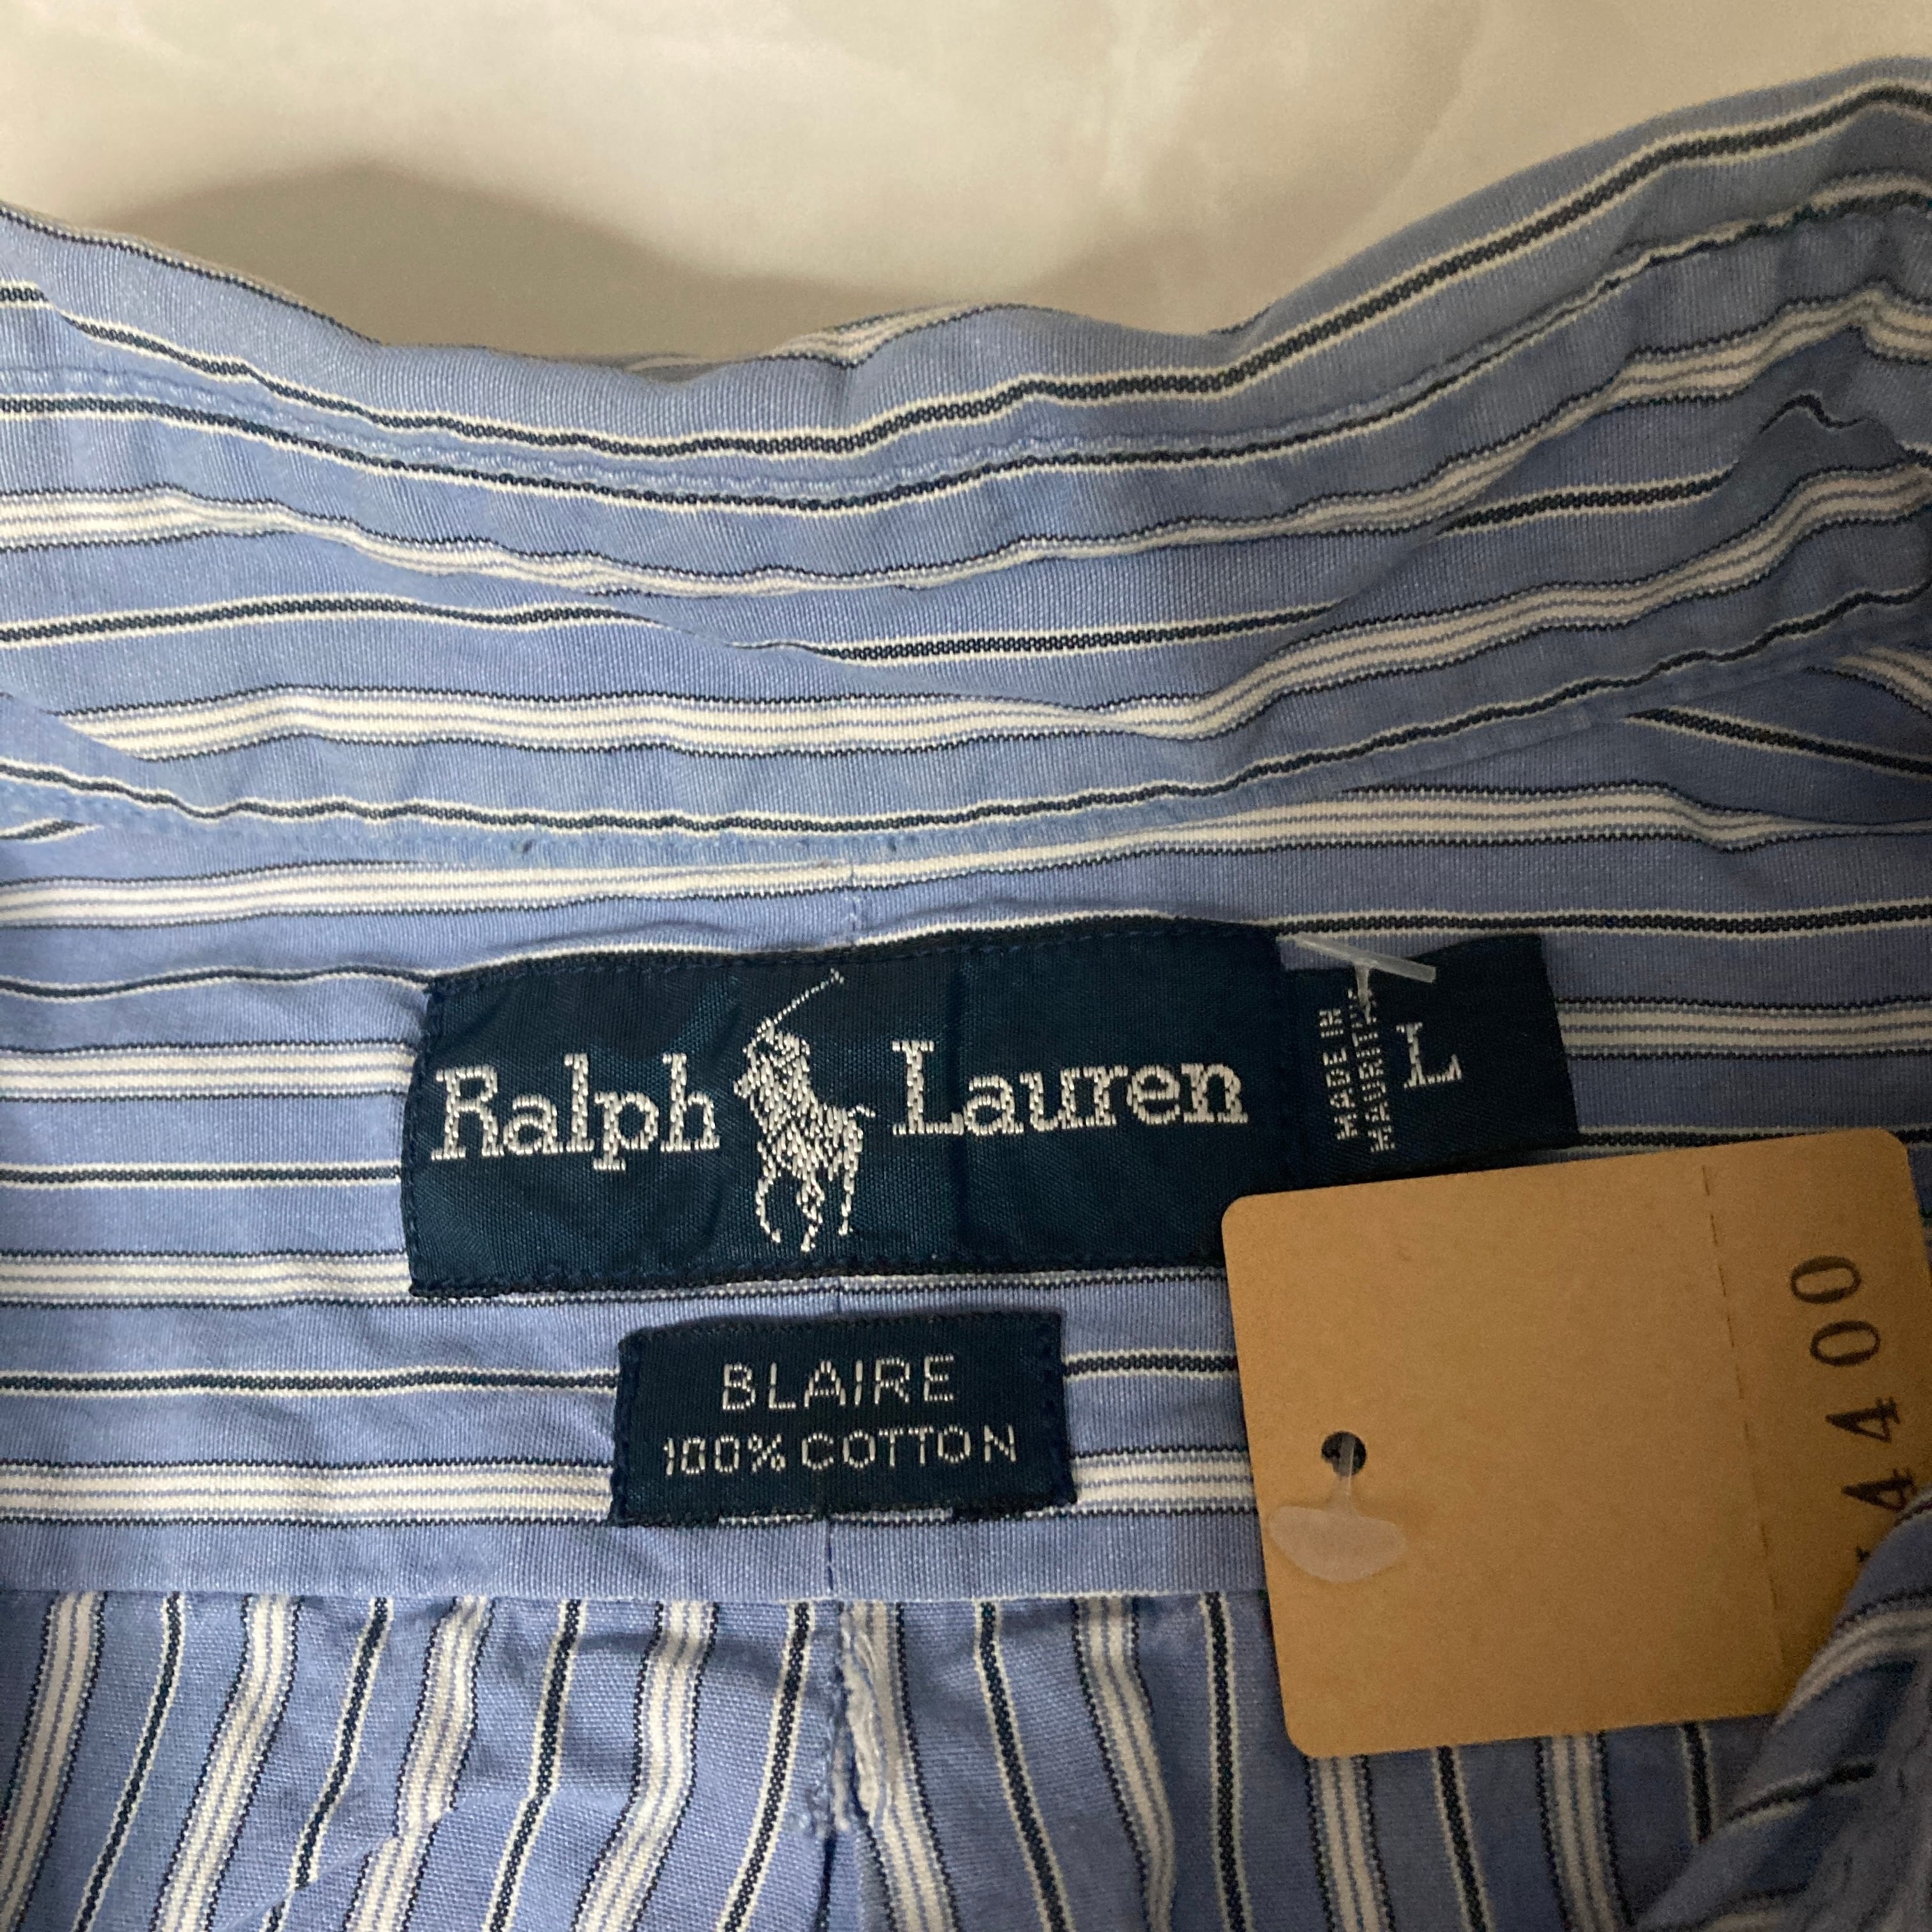 Ralph Lauren
MADE IN
MAURITIUS
L
BLAIRE
100% COTTON
4400